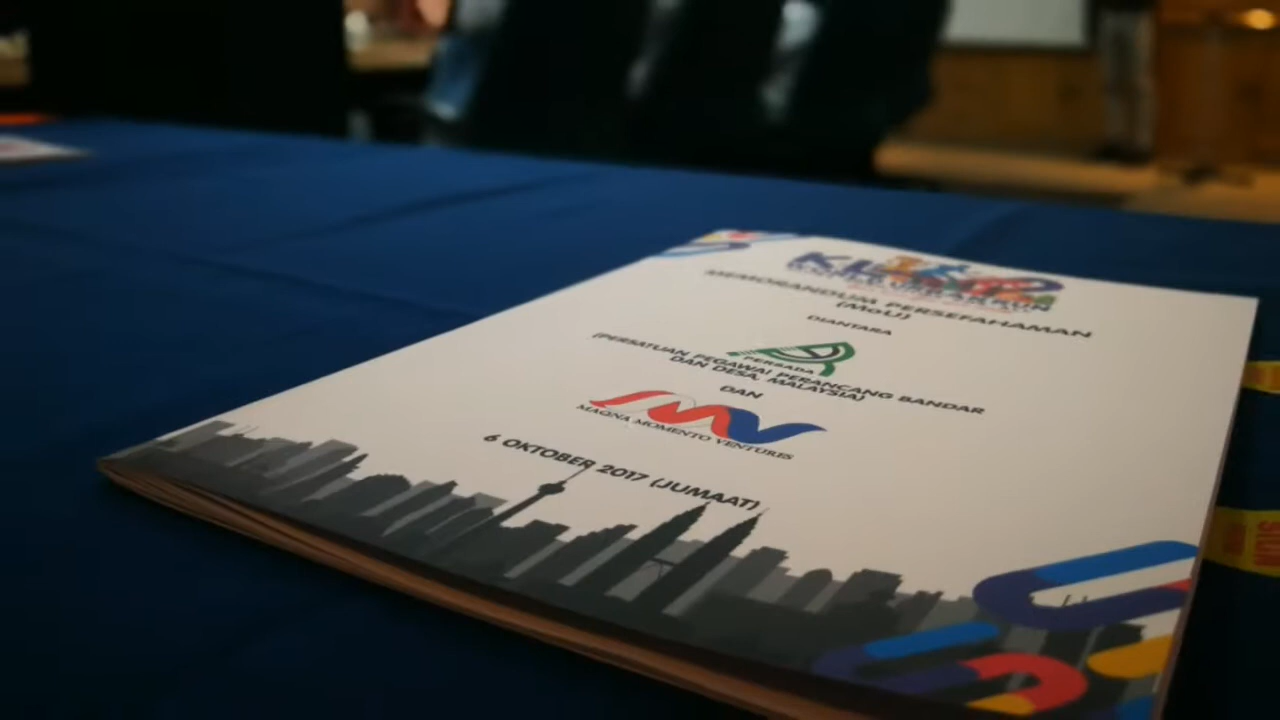 MEMORANDUM PERSEFAHAMAN
(MoU)
DIANTARA
PERSADA
(PERSATUAN PEGAWAI PERANCANG BANDAR
DAN DESA, MALAYSIA)
DAN
MAGNA MOMENTO VENTURES
6 OKTOBER 2017 (JUMAAT)